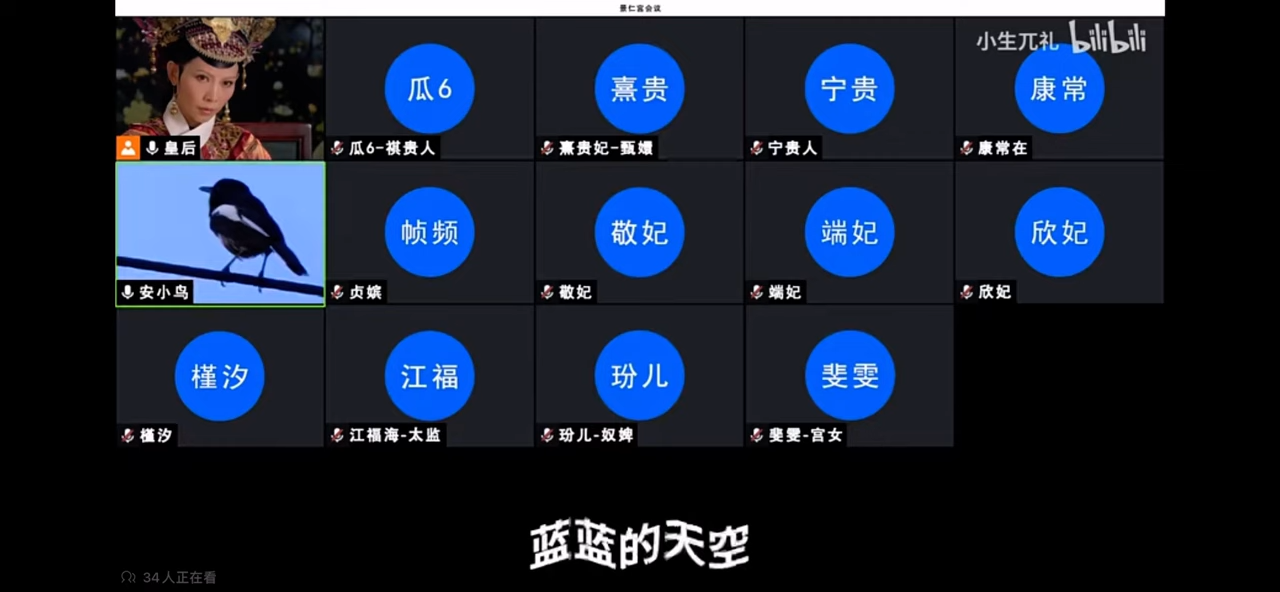 景仁宫会议
小生兀礼 bilibili
瓜6
熹贵
宁贵
康常
皇后
瓜6-祺贵人
熹贵妃-甄嬛
宁贵人
康常在
帧频
敬妃
端妃
欣妃
安小鸟
贞嫔
敬妃
端妃
欣妃
槿汐
江福
玢儿
斐雯
槿汐
江福海-太监
玢儿-奴婢
斐雯-宫女
蓝蓝的天空
34人正在看